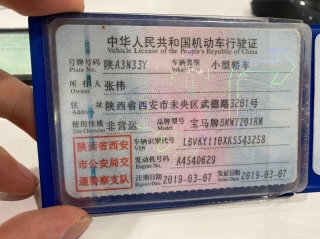 中华人民共和国机动车行驶证
Vehicle License of the People's Republic of China
号牌号码 陕A3N33Y 车辆类型 小型轿车
Plate No. Vehicle Type
所有人 张伟
Owner
住址 陕西省西安市未央区武德路3201号
Address
使用性质 非营运 品牌型号 宝马牌BMW7201RM
Use Character Model
陕西省西安 车辆识别代号 LBVKY110XKSS43258
VIN
市公安局交 发动机号码 A4540629
Engine No.
通警察支队 注册日期 2019-03-07 发证日期 2019-03-07
Register Date Issue Date